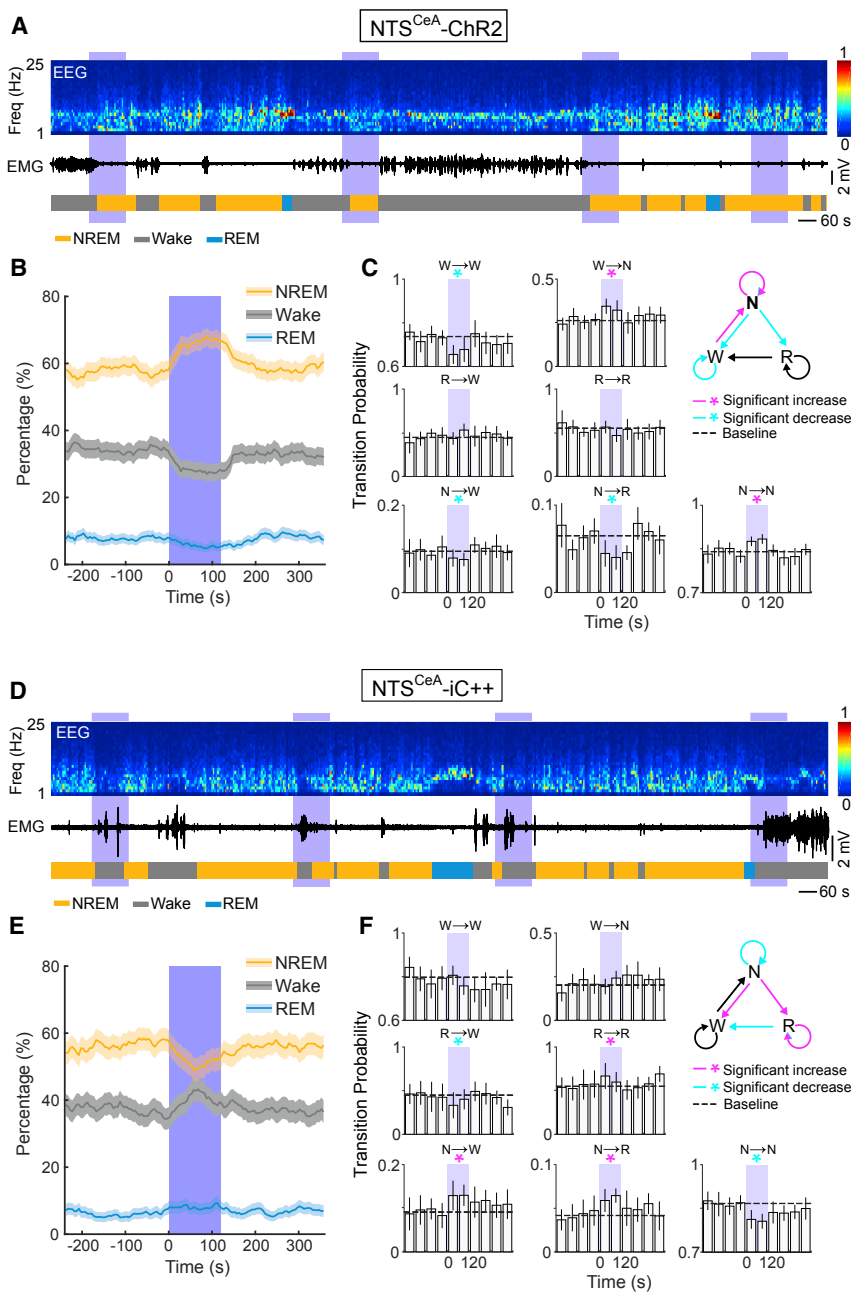 A
NTS^CeA-ChR2
25
Freq (Hz)
1
EEG
1
0
EMG
2 mV
60 s
NREM Wake REM
B
80
60
40
20
0
Percentage (%)
NREM
Wake
REM
-200 -100 0 100 200 300
Time (s)
C
Transition Probability
W→W
*
1
0.6
W→N
*
0.5
0
R→W
1
0
R→R
1
0
N→W
*
0.2
0
N→R
*
0.1
0
N→N
*
1
0.7
0 120
0 120
0 120
Time (s)
N
W
R
* Significant increase
* Significant decrease
Baseline
D
NTS^CeA-iC++
25
Freq (Hz)
1
EEG
1
0
EMG
2 mV
60 s
NREM Wake REM
E
80
60
40
20
0
Percentage (%)
NREM
Wake
REM
-200 -100 0 100 200 300
Time (s)
F
Transition Probability
W→W
1
0.6
W→N
0.5
0
R→W
*
1
0
R→R
*
1
0
N→W
*
0.2
0
N→R
*
0.1
0
N→N
*
1
0.7
0 120
0 120
0 120
Time (s)
N
W
R
* Significant increase
* Significant decrease
Baseline